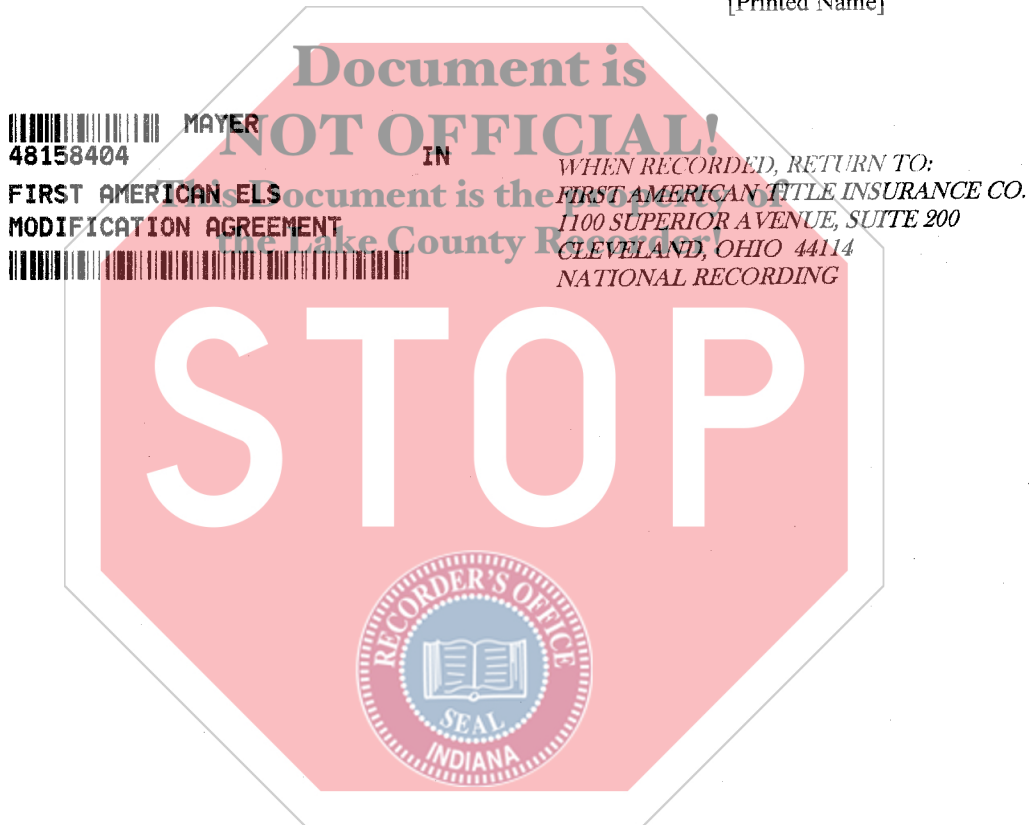 [Printed Name]
Document is
NOT OFFICIAL!
This Document is the property of
the Lake County Recorder!
MAYER
48158404 IN
FIRST AMERICAN ELS
MODIFICATION AGREEMENT
WHEN RECORDED, RETURN TO:
FIRST AMERICAN TITLE INSURANCE CO.
1100 SUPERIOR AVENUE, SUITE 200
CLEVELAND, OHIO 44114
NATIONAL RECORDING
STOP
RECORDER'S OFFICE
SEAL
INDIANA